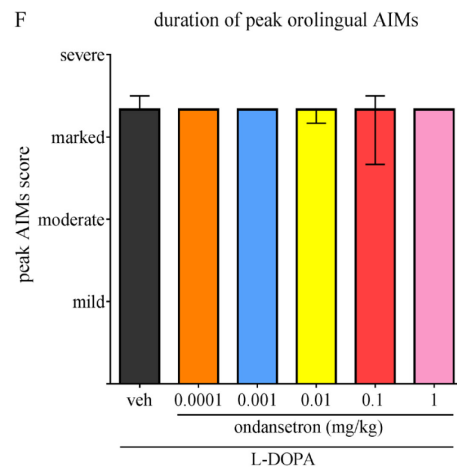 F duration of peak orolingual AIMs
severe
marked
moderate
mild
peak AIMs score
veh 0.0001 0.001 0.01 0.1 1
ondansetron (mg/kg)
L-DOPA